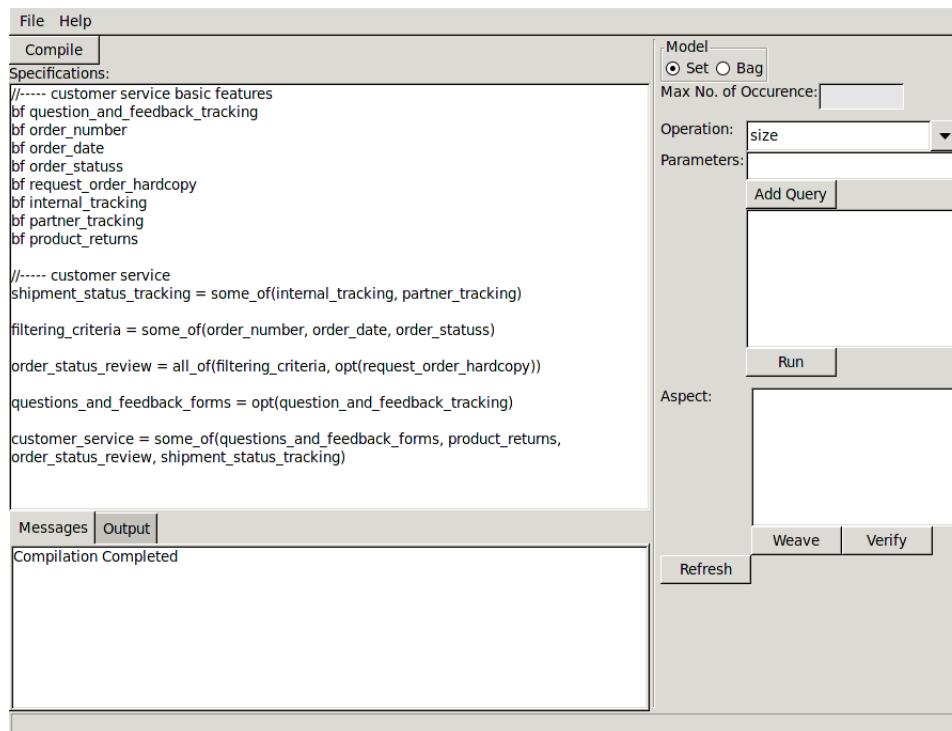 File Help
Compile
Specifications:
//----- customer service basic features
bf question_and_feedback_tracking
bf order_number
bf order_date
bf order_statuss
bf request_order_hardcopy
bf internal_tracking
bf partner_tracking
bf product_returns
//----- customer service
shipment_status_tracking = some_of(internal_tracking, partner_tracking)
filtering_criteria = some_of(order_number, order_date, order_statuss)
order_status_review = all_of(filtering_criteria, opt(request_order_hardcopy))
questions_and_feedback_forms = opt(question_and_feedback_tracking)
customer_service = some_of(questions_and_feedback_forms, product_returns,
order_status_review, shipment_status_tracking)
Messages Output
Compilation Completed
Model
Set Bag
Max No. of Occurence:
Operation: size
Parameters:
Add Query
Run
Aspect:
Weave Verify
Refresh